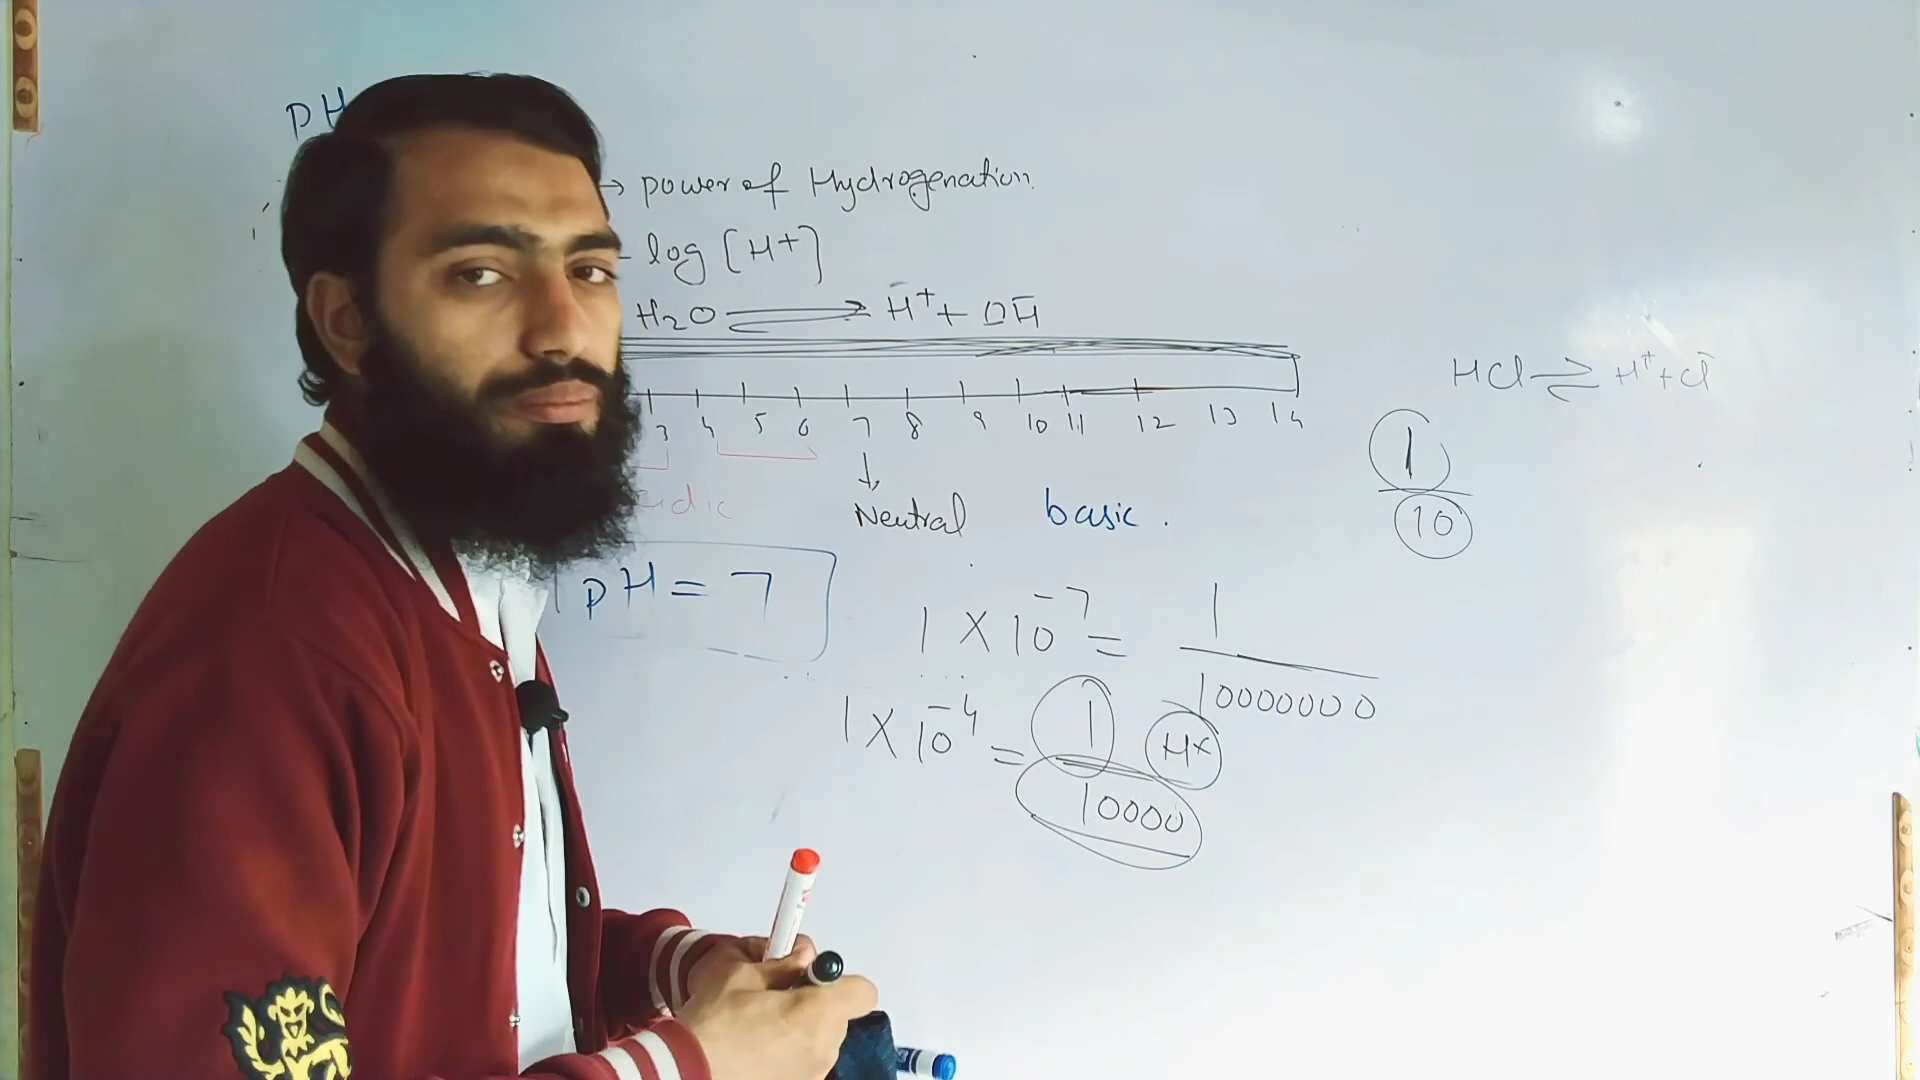 pH
→ power of Hydrogenation.
- log [H+]
H2O ⇌ H⁺ + OH⁻
3 4 5 6 7 8 9 10 11 12 13 14
↓
Neutral basic.
pH = 7
1 × 10⁻⁷ = 1
10000000
1 × 10⁻⁴ = 1
10000
H+
HCl ⇌ H⁺ + Cl⁻
1
10